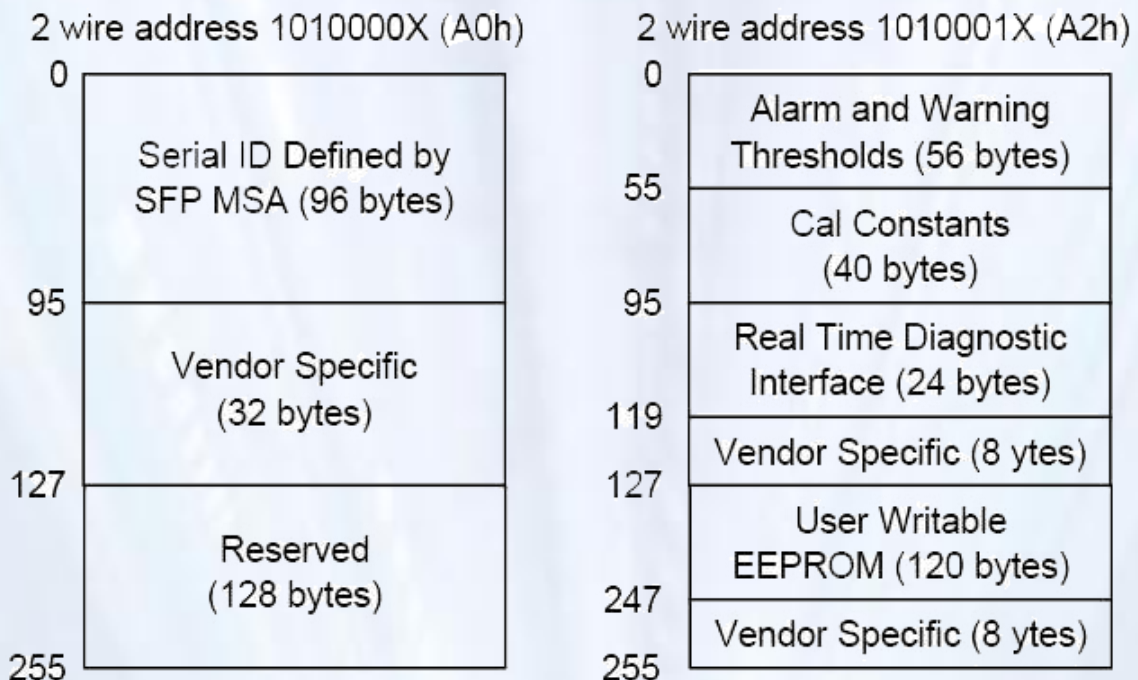 2 wire address 1010000X (A0h)
0
Serial ID Defined by
SFP MSA (96 bytes)
95
Vendor Specific
(32 bytes)
127
Reserved
(128 bytes)
255
2 wire address 1010001X (A2h)
0
Alarm and Warning
Thresholds (56 bytes)
55
Cal Constants
(40 bytes)
95
Real Time Diagnostic
Interface (24 bytes)
119
Vendor Specific (8 ytes)
127
User Writable
EEPROM (120 bytes)
247
Vendor Specific (8 ytes)
255